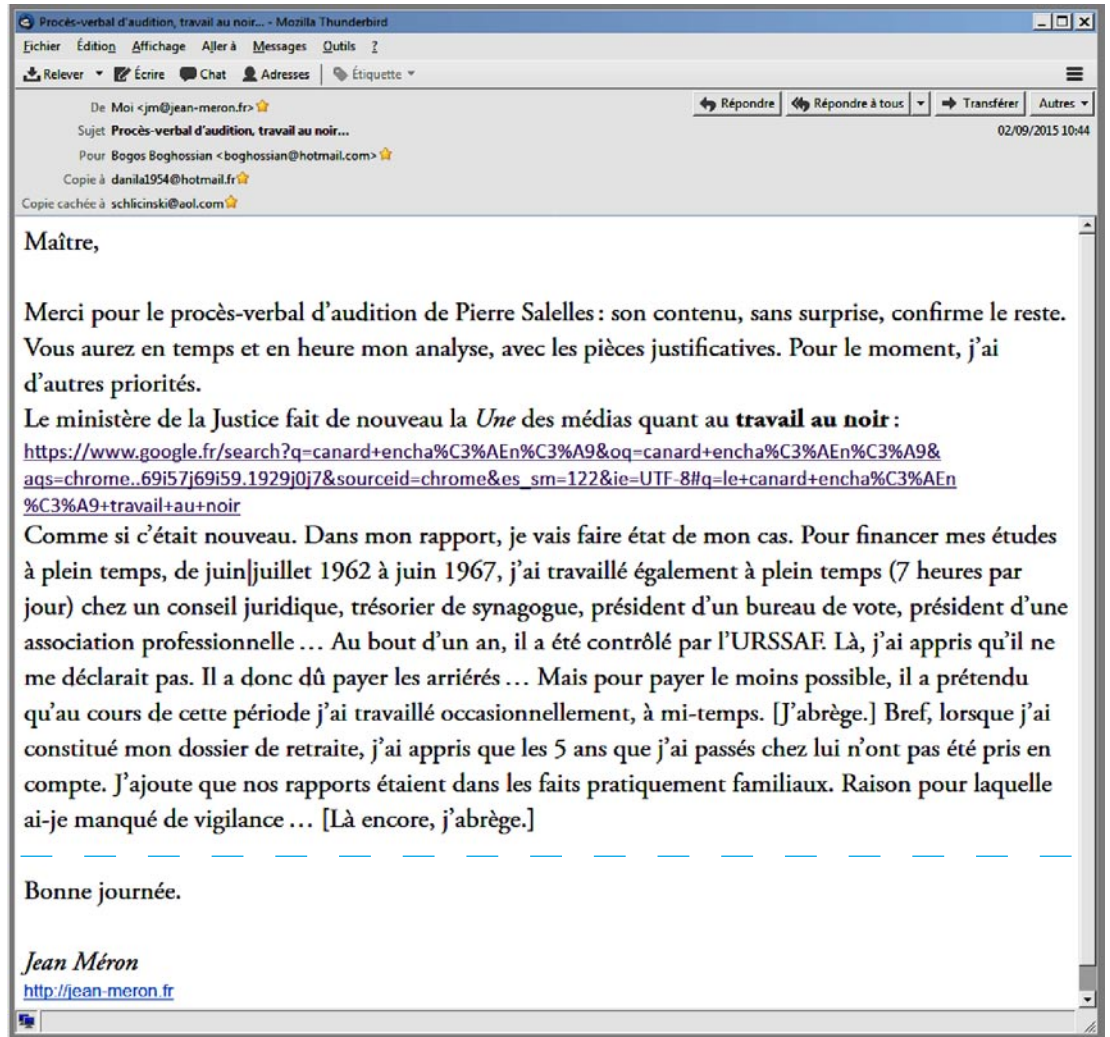 Procès-verbal d'audition, travail au noir... - Mozilla Thunderbird
Fichier Édition Affichage Aller à Messages Outils ?
Relever Écrire Chat Adresses Étiquette
De Moi <jm@jean-meron.fr> Répondre Répondre à tous Transférer Autres
Sujet Procès-verbal d'audition, travail au noir... 02/09/2015 10:44
Pour Bogos Boghossian <boghossian@hotmail.com>
Copie à danila1954@hotmail.fr
Copie cachée à schlicinski@aol.com
Maître,
Merci pour le procès-verbal d'audition de Pierre Salelles : son contenu, sans surprise, confirme le reste.
Vous aurez en temps et en heure mon analyse, avec les pièces justificatives. Pour le moment, j'ai
d'autres priorités.
Le ministère de la Justice fait de nouveau la Une des médias quant au travail au noir :
https://www.google.fr/search?q=canard+encha%C3%AEn%C3%A9&oq=canard+encha%C3%AEn%C3%A9&
aqs=chrome..69i57j69i59.1929j0j7&sourceid=chrome&es_sm=122&ie=UTF-8#q=le+canard+encha%C3%AEn
%C3%A9+travail+au+noir
Comme si c'était nouveau. Dans mon rapport, je vais faire état de mon cas. Pour financer mes études
à plein temps, de juin|juillet 1962 à juin 1967, j'ai travaillé également à plein temps (7 heures par
jour) chez un conseil juridique, trésorier de synagogue, président d'un bureau de vote, président d'une
association professionnelle … Au bout d'un an, il a été contrôlé par l'URSSAF. Là, j'ai appris qu'il ne
me déclarait pas. Il a donc dû payer les arriérés … Mais pour payer le moins possible, il a prétendu
qu'au cours de cette période j'ai travaillé occasionnellement, à mi-temps. [J'abrège.] Bref, lorsque j'ai
constitué mon dossier de retraite, j'ai appris que les 5 ans que j'ai passés chez lui n'ont pas été pris en
compte. J'ajoute que nos rapports étaient dans les faits pratiquement familiaux. Raison pour laquelle
ai-je manqué de vigilance … [Là encore, j'abrège.]
Bonne journée.
Jean Méron
http://jean-meron.fr